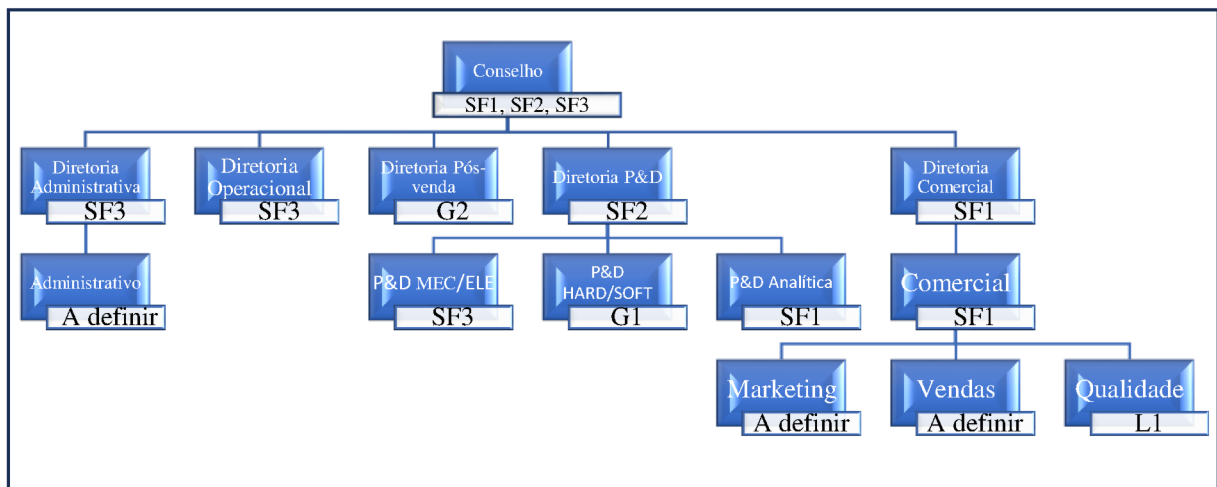 Conselho
SF1, SF2, SF3
Diretoria
Administrativa
SF3
Diretoria
Operacional
SF3
Diretoria Pós-
venda
G2
Diretoria P&D
SF2
Diretoria
Comercial
SF1
Administrativo
A definir
P&D MEC/ELE
SF3
P&D
HARD/SOFT
G1
P&D Analítica
SF1
Comercial
SF1
Marketing
A definir
Vendas
A definir
Qualidade
L1